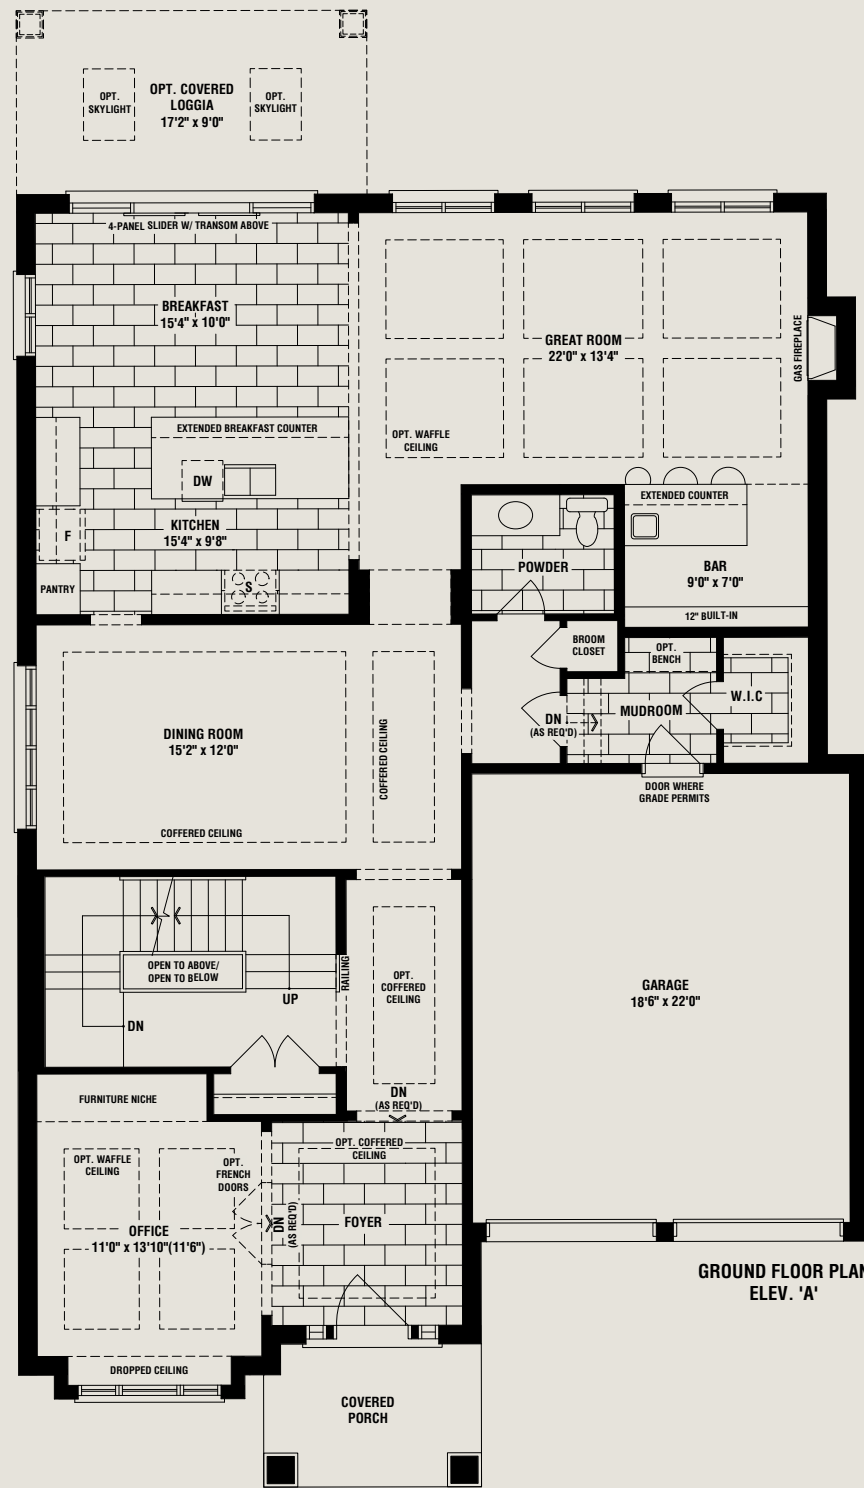 OPT.
SKYLIGHT
OPT. COVERED
LOGGIA
17'2" x 9'0"
OPT.
SKYLIGHT
4-PANEL SLIDER W/ TRANSOM ABOVE
BREAKFAST
15'4" x 10'0"
GREAT ROOM
22'0" x 13'4"
GAS FIREPLACE
EXTENDED BREAKFAST COUNTER
OPT. WAFFLE
CEILING
DW
F
KITCHEN
15'4" x 9'8"
PANTRY
S
EXTENDED COUNTER
BAR
9'0" x 7'0"
12" BUILT-IN
POWDER
BROOM
CLOSET
OPT.
BENCH
MUDROOM
W.I.C
DN
(AS REQ'D)
DINING ROOM
15'2" x 12'0"
COFFERED CEILING
COFFERED CEILING
DOOR WHERE
GRADE PERMITS
OPEN TO ABOVE/
OPEN TO BELOW
RAILING
UP
DN
OPT.
COFFERED
CEILING
GARAGE
18'6" x 22'0"
DN
(AS REQ'D)
FURNITURE NICHE
OPT. WAFFLE
CEILING
OPT.
FRENCH
DOORS
OPT. COFFERED
CEILING
DN
(AS REQ'D)
FOYER
OFFICE
11'0" x 13'10"(11'6")
GROUND FLOOR PLAN
ELEV. 'A'
DROPPED CEILING
COVERED
PORCH